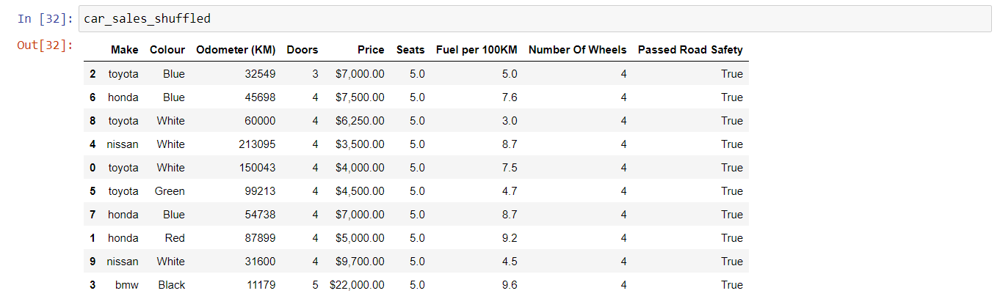 In [32]: car_sales_shuffled
Out[32]:
Make Colour Odometer (KM) Doors Price Seats Fuel per 100KM Number Of Wheels Passed Road Safety
2 toyota Blue 32549 3 $7,000.00 5.0 5.0 4 True
6 honda Blue 45698 4 $7,500.00 5.0 7.6 4 True
8 toyota White 60000 4 $6,250.00 5.0 3.0 4 True
4 nissan White 213095 4 $3,500.00 5.0 8.7 4 True
0 toyota White 150043 4 $4,000.00 5.0 7.5 4 True
5 toyota Green 99213 4 $4,500.00 5.0 4.7 4 True
7 honda Blue 54738 4 $7,000.00 5.0 8.7 4 True
1 honda Red 87899 4 $5,000.00 5.0 9.2 4 True
9 nissan White 31600 4 $9,700.00 5.0 4.5 4 True
3 bmw Black 11179 5 $22,000.00 5.0 9.6 4 True